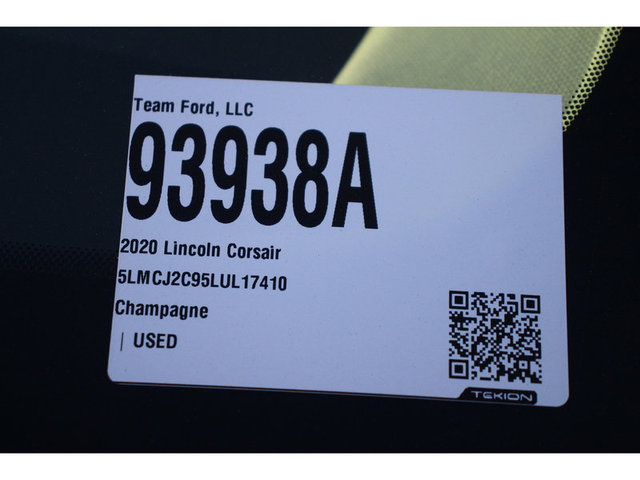 Team Ford, LLC
93938A
2020 Lincoln Corsair
5LMCJ2C95LUL17410
Champagne
| USED
TEKION